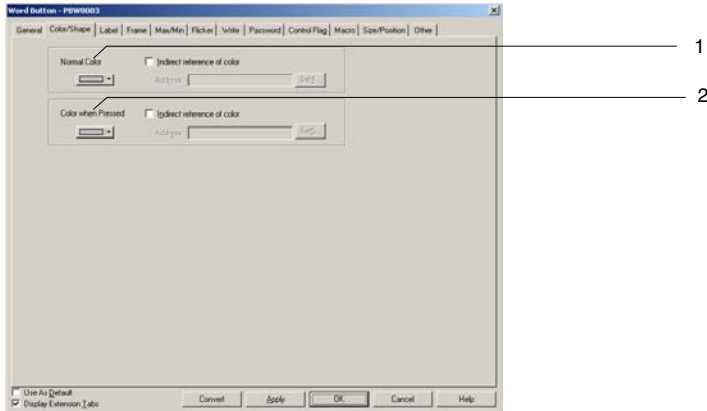 Word Button - PBW0003
General Color/Shape Label Frame Max/Min Flicker Write Password Control Flag Macro Size/Position Other
Normal Color Indirect reference of color
Address Set...
1
Color when Pressed Indirect reference of color
Address Set...
2
Use As Default
Display Extension Tabs
Convert Apply OK Cancel Help